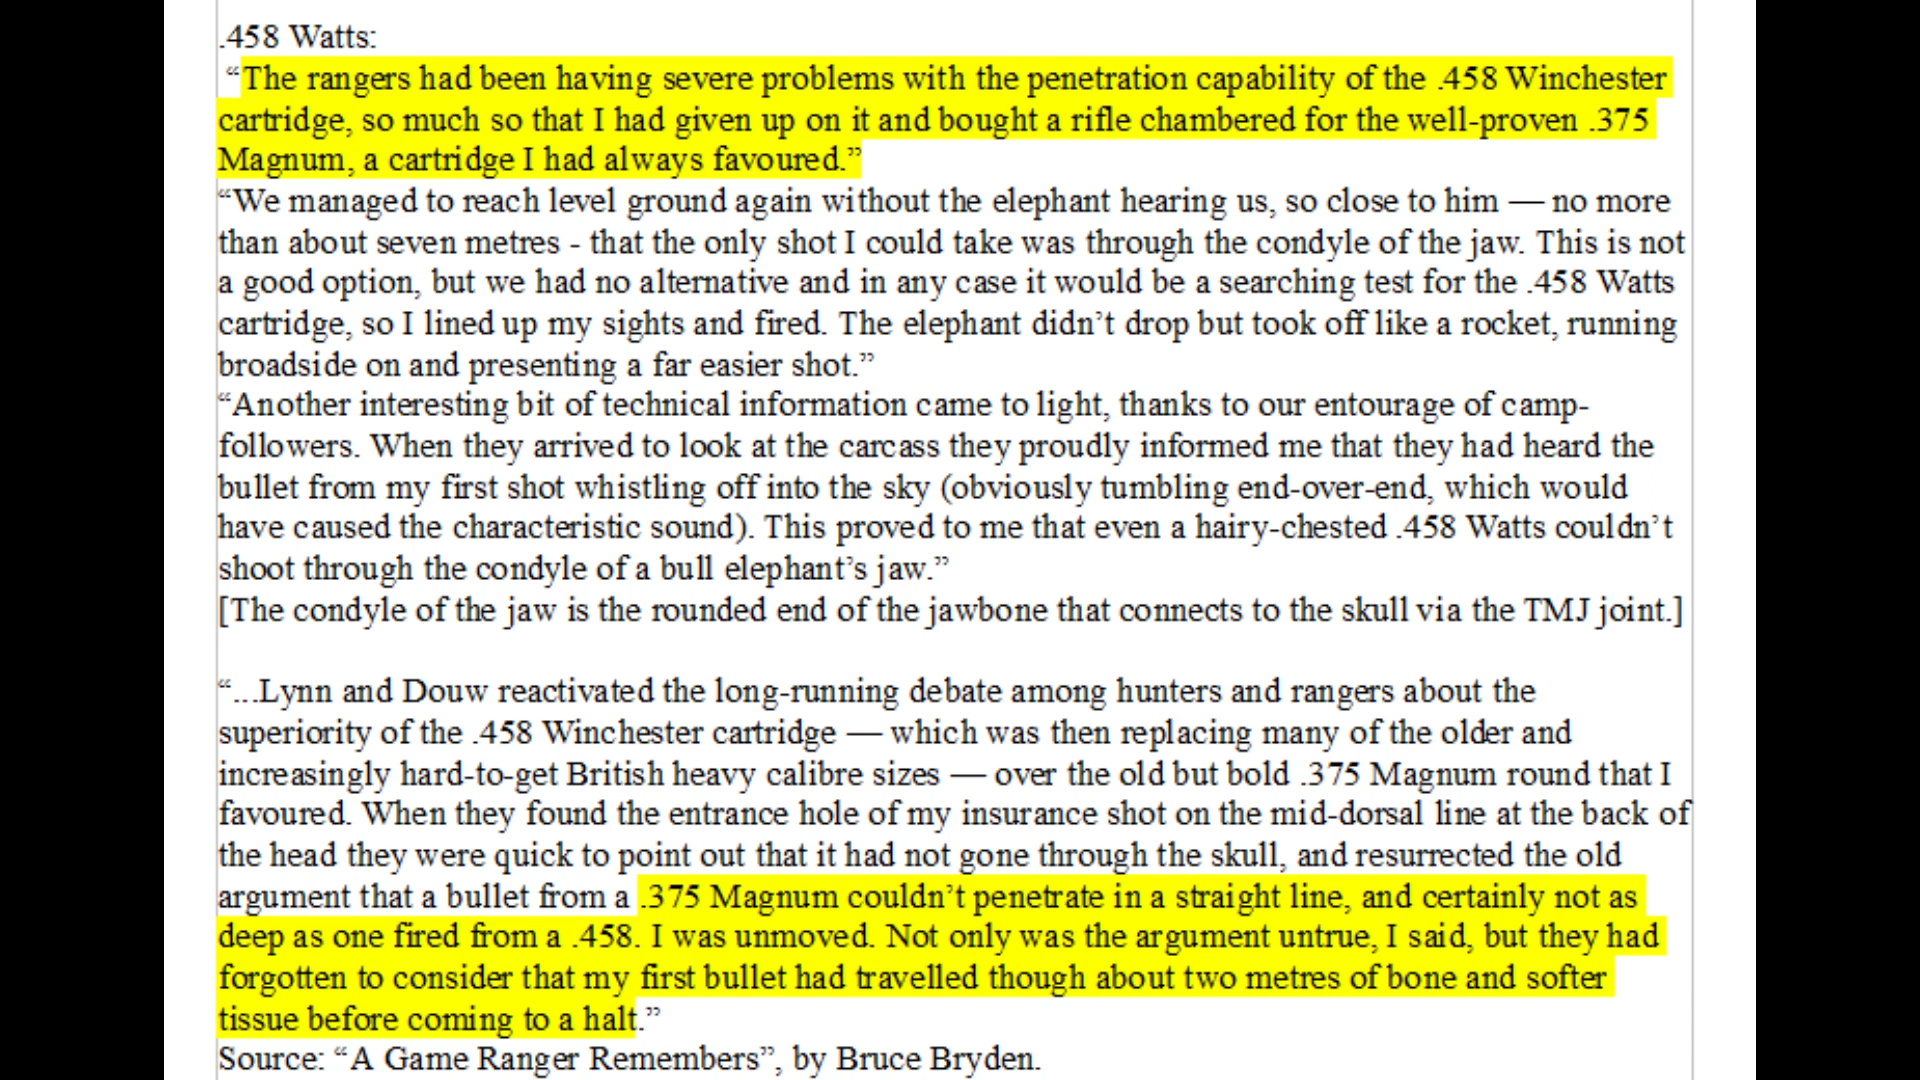 .458 Watts:
“The rangers had been having severe problems with the penetration capability of the .458 Winchester
cartridge, so much so that I had given up on it and bought a rifle chambered for the well-proven .375
Magnum, a cartridge I had always favoured.”
“We managed to reach level ground again without the elephant hearing us, so close to him — no more
than about seven metres - that the only shot I could take was through the condyle of the jaw. This is not
a good option, but we had no alternative and in any case it would be a searching test for the .458 Watts
cartridge, so I lined up my sights and fired. The elephant didn’t drop but took off like a rocket, running
broadside on and presenting a far easier shot.”
“Another interesting bit of technical information came to light, thanks to our entourage of camp-
followers. When they arrived to look at the carcass they proudly informed me that they had heard the
bullet from my first shot whistling off into the sky (obviously tumbling end-over-end, which would
have caused the characteristic sound). This proved to me that even a hairy-chested .458 Watts couldn’t
shoot through the condyle of a bull elephant’s jaw.”
[The condyle of the jaw is the rounded end of the jawbone that connects to the skull via the TMJ joint.]
“...Lynn and Douw reactivated the long-running debate among hunters and rangers about the
superiority of the .458 Winchester cartridge — which was then replacing many of the older and
increasingly hard-to-get British heavy calibre sizes — over the old but bold .375 Magnum round that I
favoured. When they found the entrance hole of my insurance shot on the mid-dorsal line at the back of
the head they were quick to point out that it had not gone through the skull, and resurrected the old
argument that a bullet from a .375 Magnum couldn’t penetrate in a straight line, and certainly not as
deep as one fired from a .458. I was unmoved. Not only was the argument untrue, I said, but they had
forgotten to consider that my first bullet had travelled though about two metres of bone and softer
tissue before coming to a halt.”
Source: “A Game Ranger Remembers”, by Bruce Bryden.